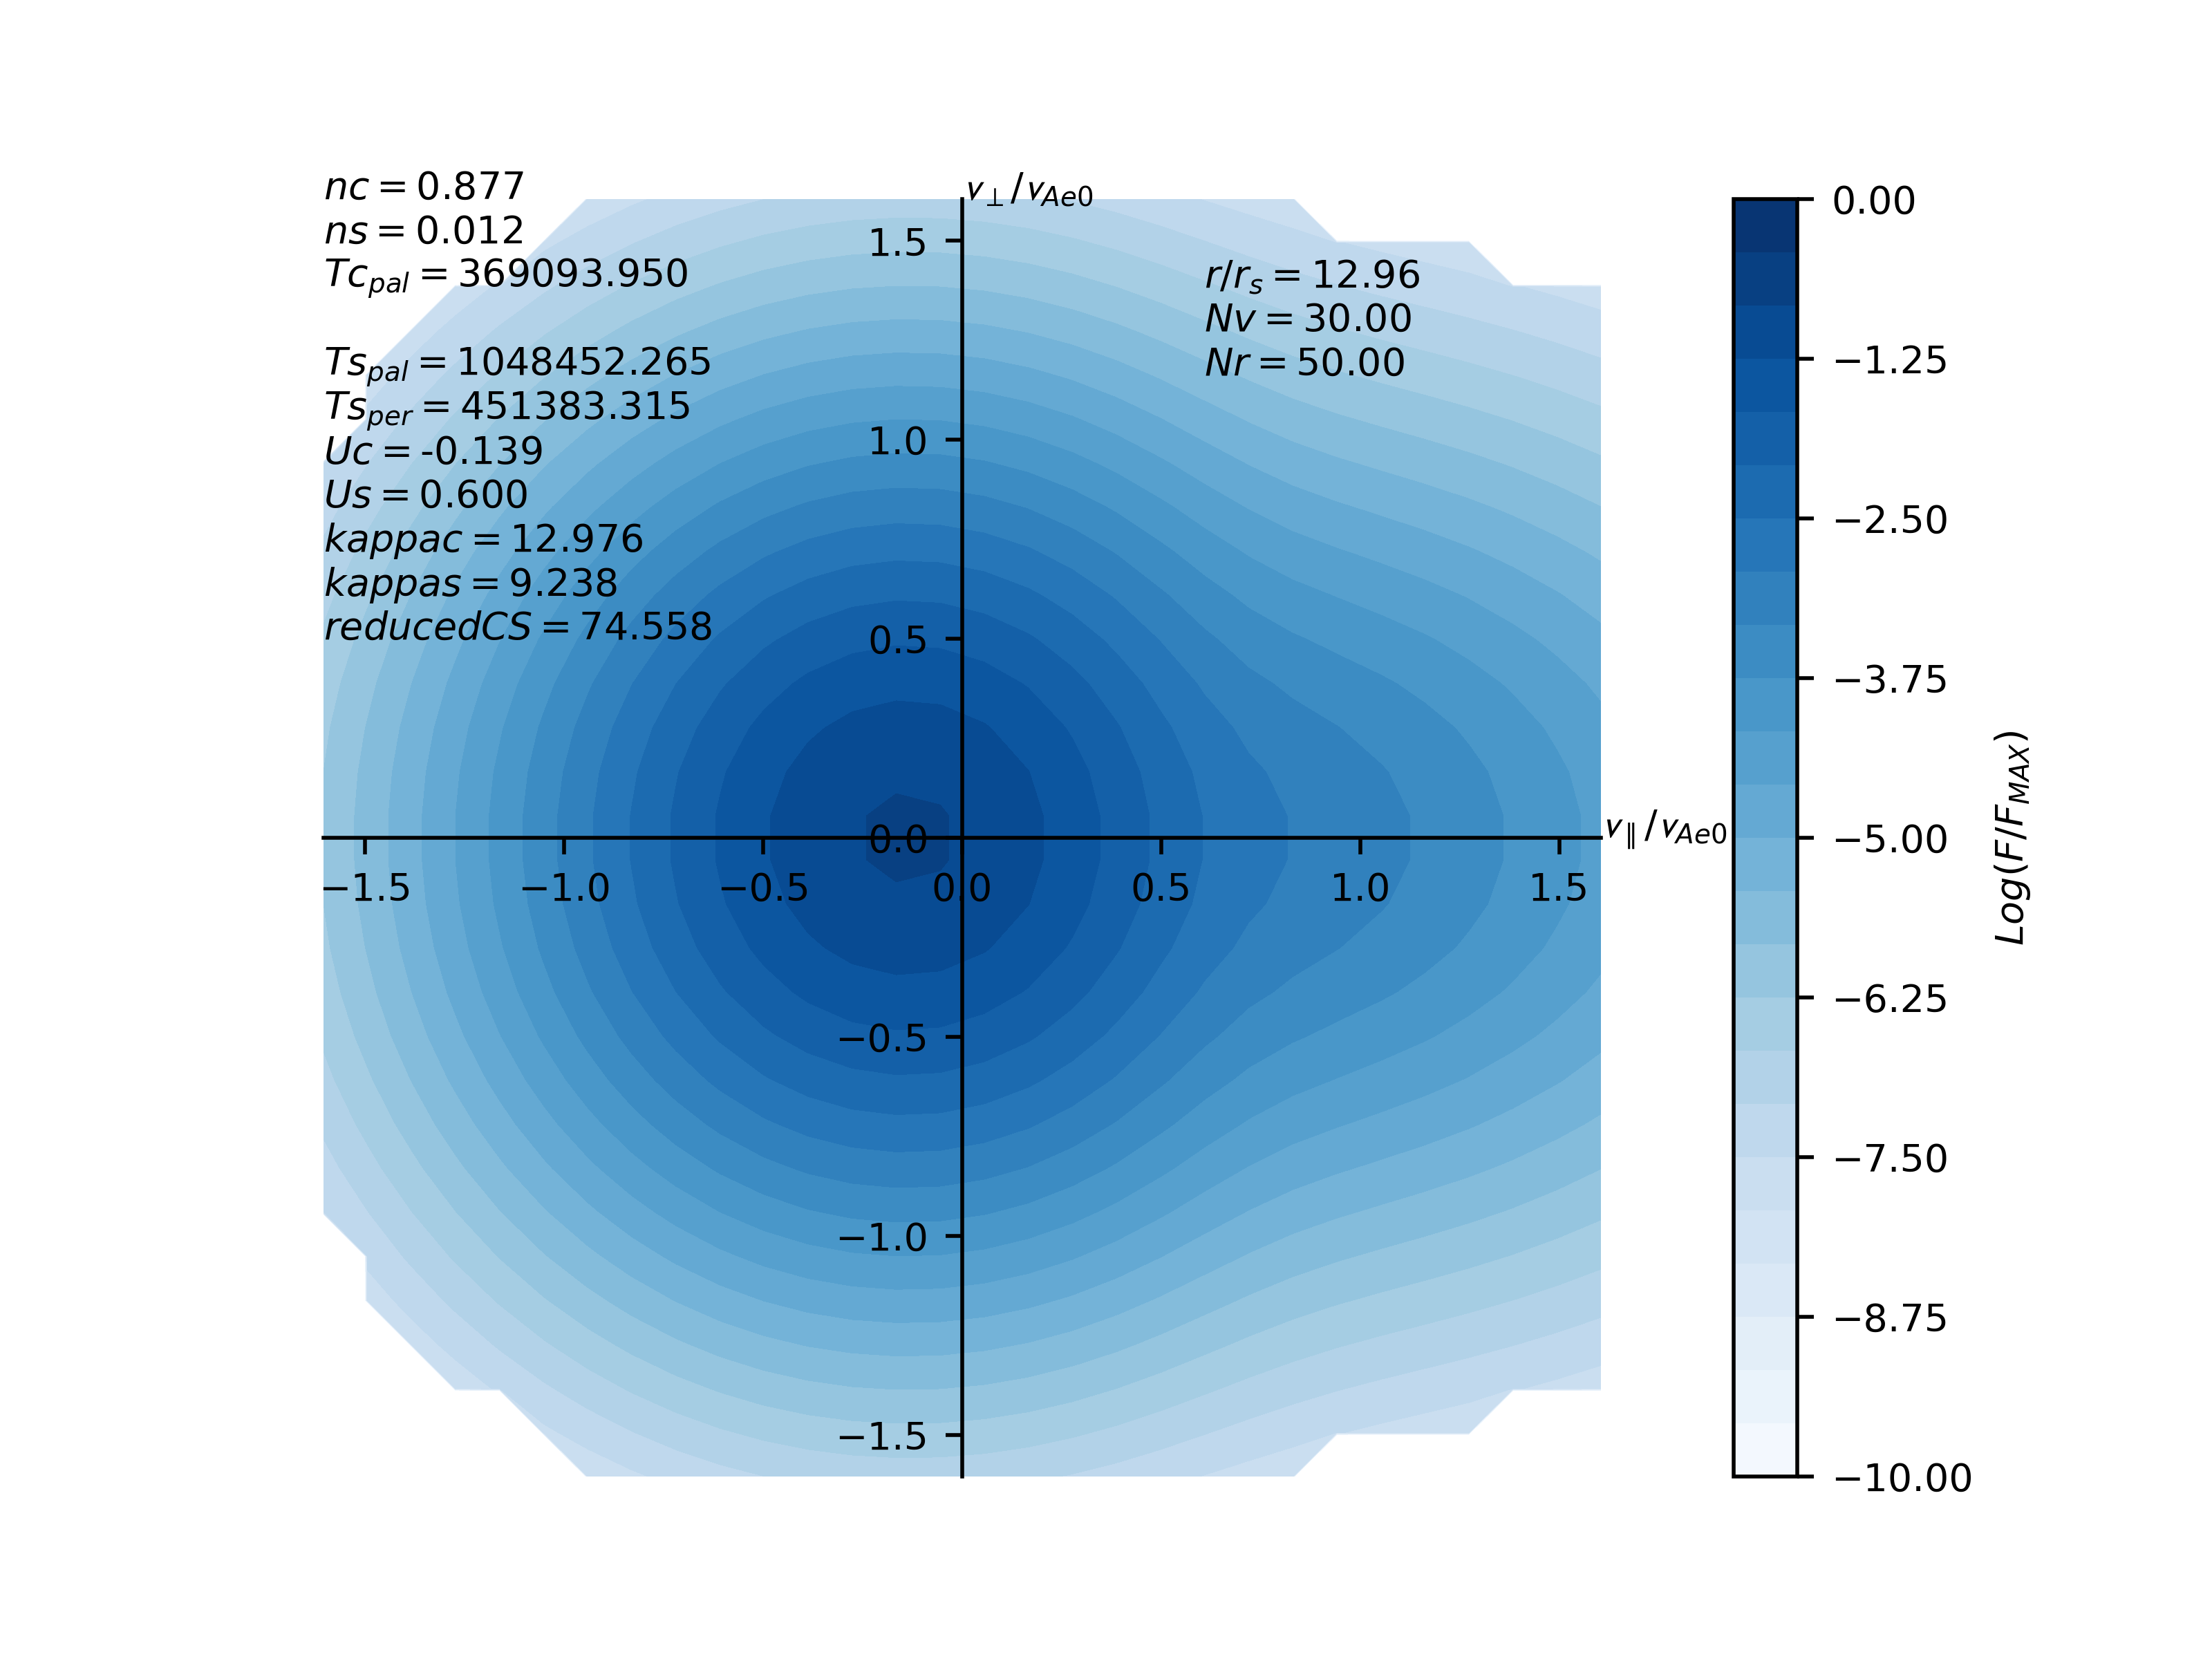 nc = 0.877
ns = 0.012
Tc_pal = 369093.950
Ts_pal = 1048452.265
Ts_per = 451383.315
Uc = -0.139
Us = 0.600
kappac = 12.976
kappas = 9.238
reducedCS = 74.558
v⊥/v_Ae0
r/r_s = 12.96
Nv = 30.00
Nr = 50.00
1.5
1.0
0.5
0.0
−0.5
−1.0
−1.5
−1.5 −1.0 −0.5 0.0 0.5 1.0 1.5
v∥/v_Ae0
0.00
−1.25
−2.50
−3.75
−5.00
−6.25
−7.50
−8.75
−10.00
Log(F/F_MAX)